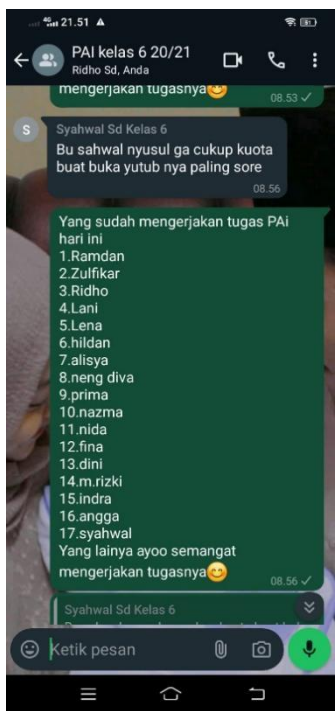 21.51
PAI kelas 6 20/21
Ridho Sd, Anda
mengerjakan tugasnya😊
08.53
S
Syahwal Sd Kelas 6
Bu sahwal nyusul ga cukup kuota
buat buka yutub nya paling sore
08.56
Yang sudah mengerjakan tugas PAi
hari ini
1.Ramdan
2.Zulfikar
3.Ridho
4.Lani
5.Lena
6.hildan
7.alisya
8.neng diva
9.prima
10.nazma
11.nida
12.fina
13.dini
14.m.rizki
15.indra
16.angga
17.syahwal
Yang lainya ayoo semangat
mengerjakan tugasnya😊
08.56
Syahwal Sd Kelas 6
Ketik pesan